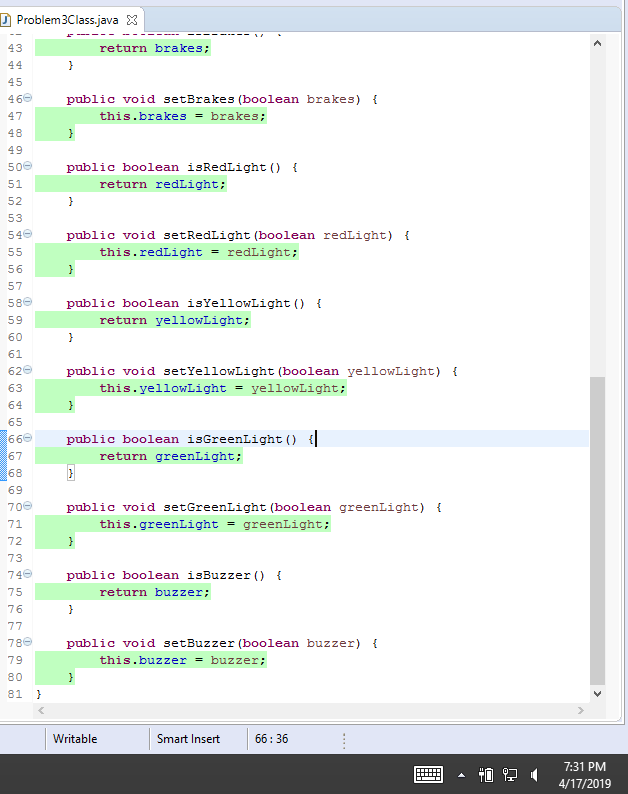 Problem3Class.java
43 return brakes;
44 }
45
46 public void setBrakes(boolean brakes) {
47 this.brakes = brakes;
48 }
49
50 public boolean isRedLight() {
51 return redLight;
52 }
53
54 public void setRedLight(boolean redLight) {
55 this.redLight = redLight;
56 }
57
58 public boolean isYellowLight() {
59 return yellowLight;
60 }
61
62 public void setYellowLight(boolean yellowLight) {
63 this.yellowLight = yellowLight;
64 }
65
66 public boolean isGreenLight() {
67 return greenLight;
68 }
69
70 public void setGreenLight(boolean greenLight) {
71 this.greenLight = greenLight;
72 }
73
74 public boolean isBuzzer() {
75 return buzzer;
76 }
77
78 public void setBuzzer(boolean buzzer) {
79 this.buzzer = buzzer;
80 }
81 }
Writable Smart Insert 66 : 36
7:31 PM
4/17/2019